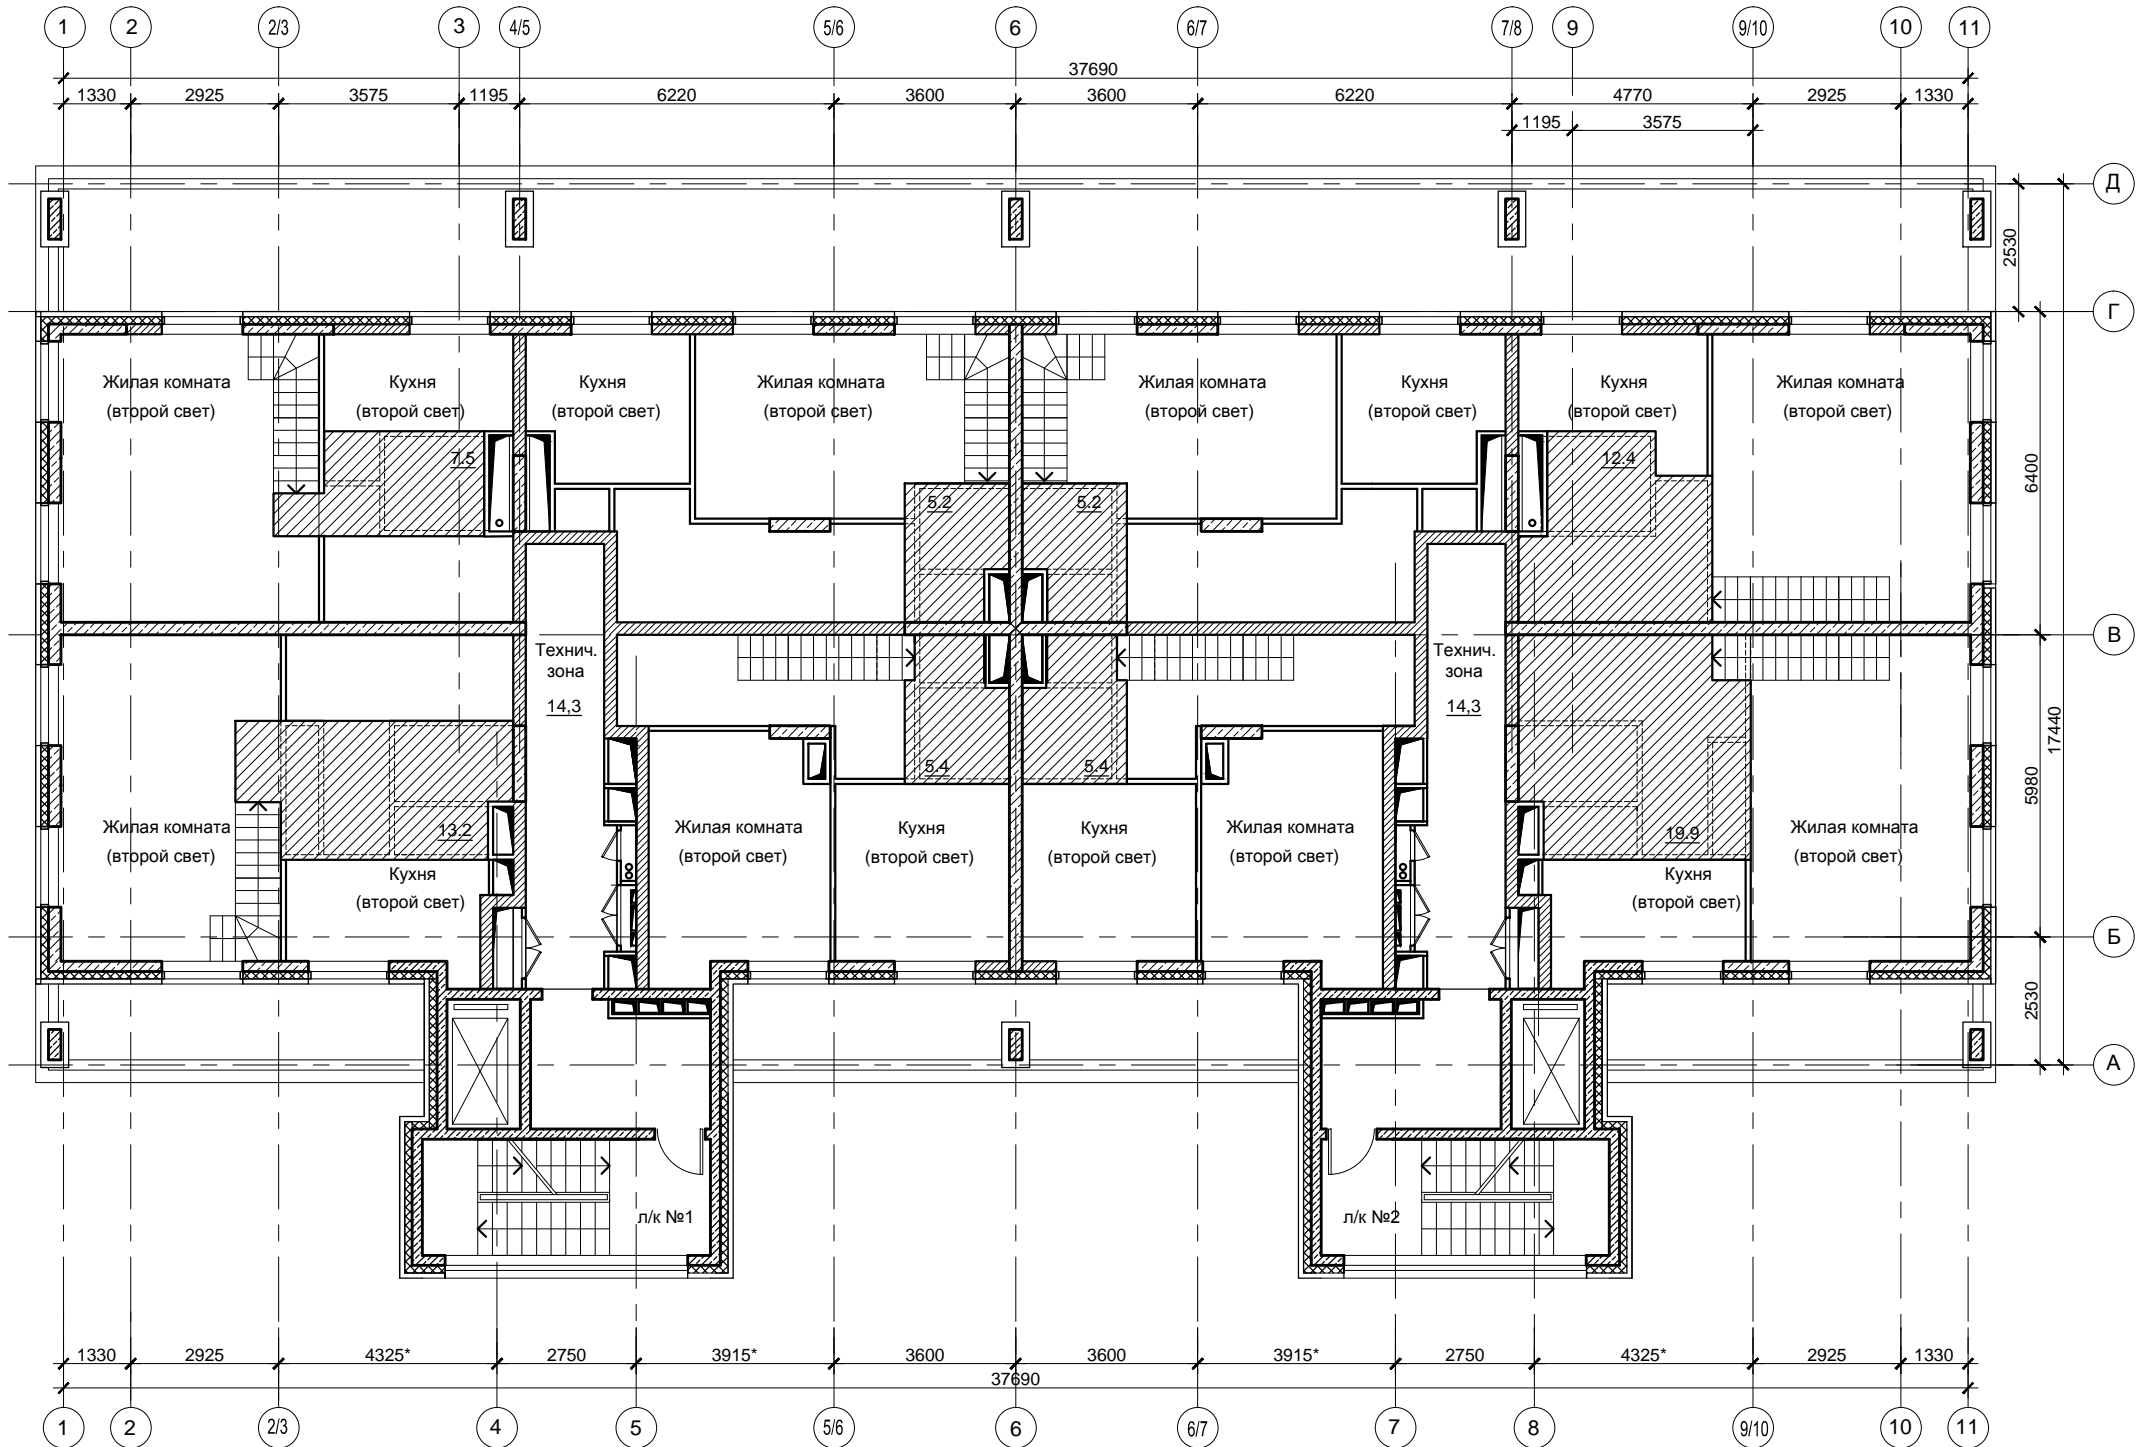 1 2 2/3 3 4/5 5/6 6 6/7 7/8 9 9/10 10 11
37690
1330 2925 3575 1195 6220 3600 3600 6220 4770 2925 1330
1195 3575
Д
2530
Г
Жилая комната
(второй свет)
Кухня
(второй свет)
Кухня
(второй свет)
Жилая комната
(второй свет)
Жилая комната
(второй свет)
Кухня
(второй свет)
Кухня
(второй свет)
Жилая комната
(второй свет)
7.5
12.4
6400
5.2 5.2
В
Технич.
зона
14,3
Технич.
зона
14,3
17440
5.4 5.4
5980
13.2
19.9
Жилая комната
(второй свет)
Кухня
(второй свет)
Жилая комната
(второй свет)
Кухня
(второй свет)
Кухня
(второй свет)
Жилая комната
(второй свет)
Кухня
(второй свет)
Жилая комната
(второй свет)
Б
2530
А
л/к №1
л/к №2
1330 2925 4325* 2750 3915* 3600 3600 3915* 2750 4325* 2925 1330
37690
1 2 2/3 4 5 5/6 6 6/7 7 8 9/10 10 11